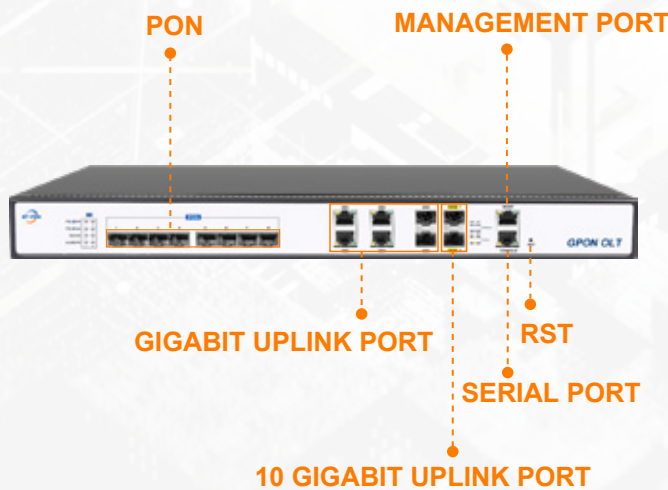 PON
MANAGEMENT PORT
GPON OLT
GIGABIT UPLINK PORT
RST
SERIAL PORT
10 GIGABIT UPLINK PORT